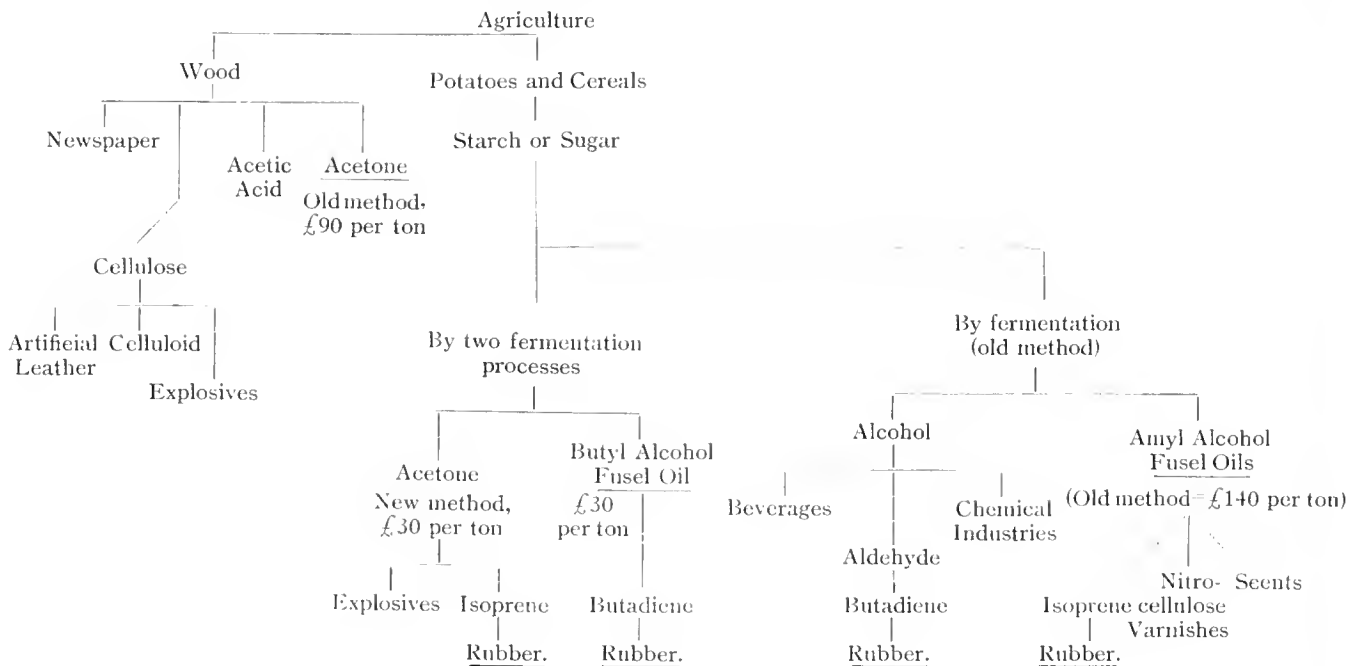 Agriculture
Wood
Potatoes and Cereals
Newspaper
Starch or Sugar
Acetic
Acid
Acetone
Old method,
£90 per ton
Cellulose
Artificial
Leather
Celluloid
Explosives
By two fermentation
processes
By fermentation
(old method)
Acetone
New method,
£30 per ton
Butyl Alcohol
Fusel Oil
£30
per ton
Alcohol
Amyl Alcohol
Fusel Oils
(Old method=£140 per ton)
Beverages
Chemical
Industries
Aldehyde
Explosives
Isoprene
Butadiene
Butadiene
Isoprene
Nitro-
cellulose
Varnishes
Scents
Rubber.
Rubber.
Rubber.
Rubber.